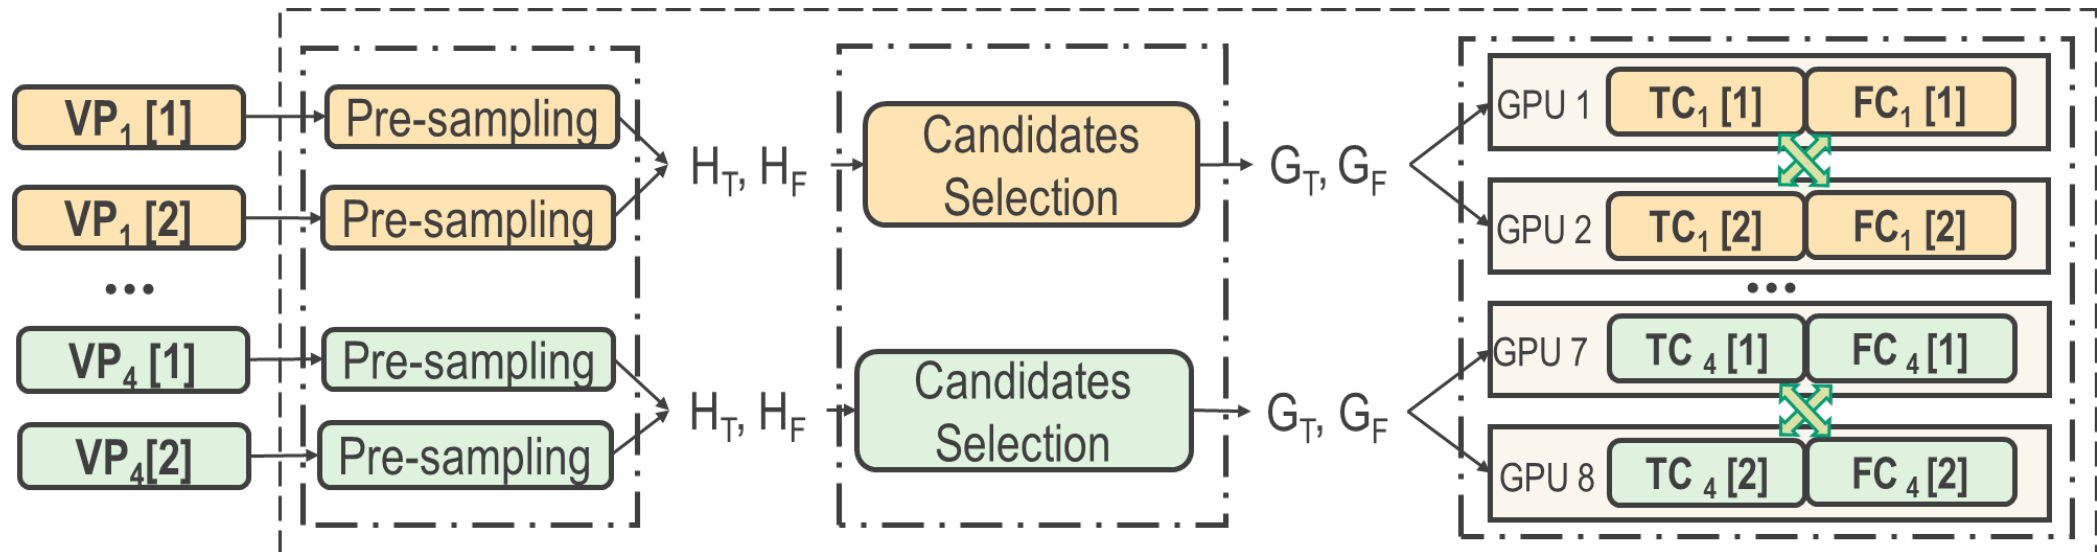 VP1 [1]
Pre-sampling
VP1 [2]
Pre-sampling
HT, HF
Candidates
Selection
GT, GF
GPU 1
TC1 [1]
FC1 [1]
GPU 2
TC1 [2]
FC1 [2]
...
...
VP4 [1]
Pre-sampling
VP4[2]
Pre-sampling
HT, HF
Candidates
Selection
GT, GF
GPU 7
TC 4 [1]
FC 4 [1]
GPU 8
TC 4 [2]
FC 4 [2]